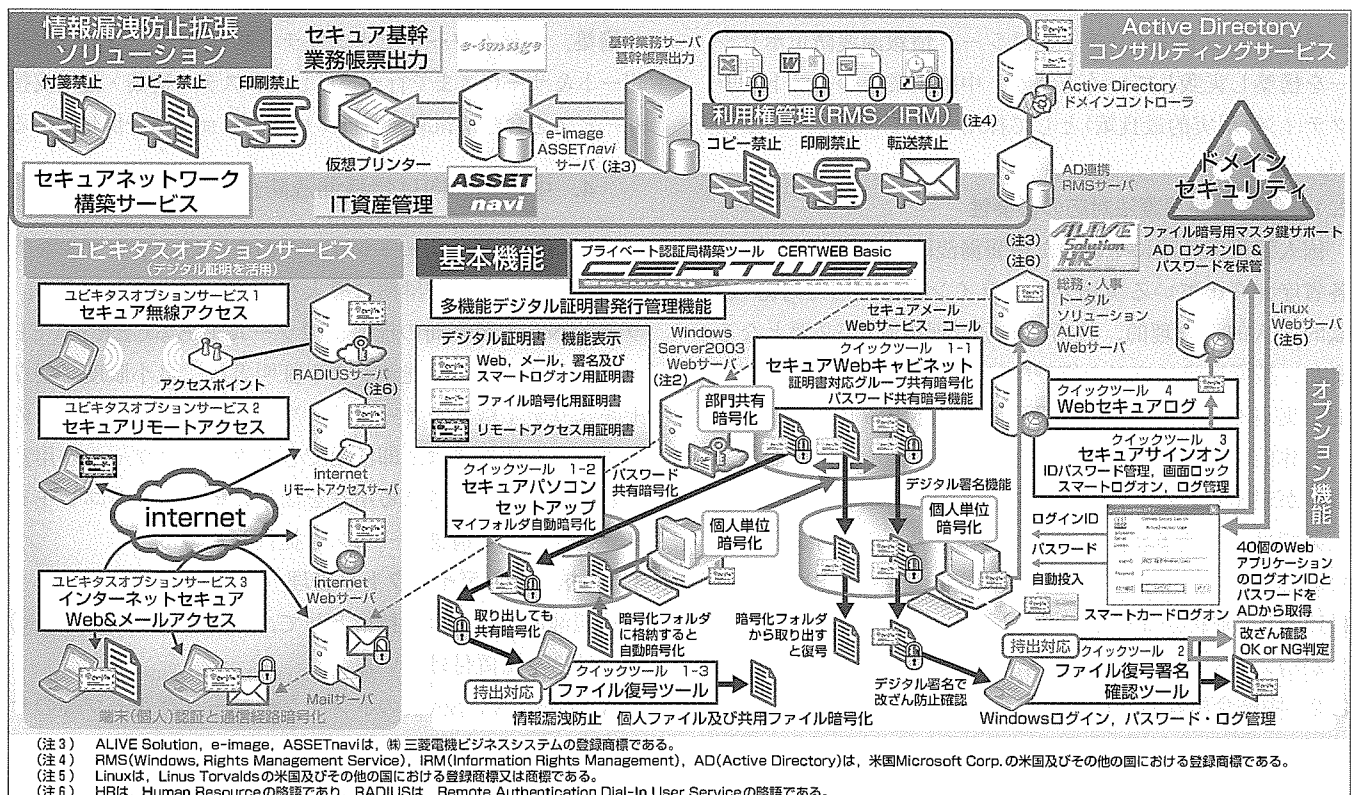 情報漏洩防止拡張
ソリューション
付箋禁止
コピー禁止
印刷禁止
セキュアネットワーク
構築サービス
セキュア基幹
業務帳票出力
e-image
仮想プリンター
e-image
ASSETnavi
サーバ (注3)
IT資産管理
ASSET
navi
基幹業務サーバ
基幹帳票出力
利用権管理(RMS/IRM) (注4)
コピー禁止
印刷禁止
転送禁止
Active Directory
コンサルティングサービス
Active Directory
ドメインコントローラ
AD連携
RMSサーバ
ドメイン
セキュリティ
ファイル暗号用マスタ鍵サポート
AD ログオンID &
パスワードを保管
ユビキタスオプションサービス
(デジタル証明を活用)
ユビキタスオプションサービス1
セキュア無線アクセス
アクセスポイント
RADIUSサーバ
(注6)
ユビキタスオプションサービス2
セキュリモートアクセス
internet
リモートアクセスサーバ
internet
internet
Webサーバ
ユビキタスオプションサービス3
インターネットセキュア
Web&メールアクセス
Mailサーバ
端末(個人)認証と通信経路暗号化
基本機能
プライベート認証局構築ツール CERTWEB Basic
CERTWEB
多機能デジタル証明書発行管理機能
デジタル証明書 機能表示
Web,メール,署名及び
スマートログオン用証明書
ファイル暗号化用証明書
リモートアクセス用証明書
Windows
Server2003
Webサーバ
(注2)
セキュアメール
Webサービス コール
クイックツール 1-1
セキュアWebキャビネット
証明書対応グループ共有暗号化
パスワード共有暗号機能
部門共有
暗号化
クイックツール 1-2
セキュアパソコン
セットアップ
マイフォルダ自動暗号化
パスワード
共有暗号化
個人単位
暗号化
デジタル署名機能
個人単位
暗号化
取り出しても
共有暗号化
暗号化フォルダ
に格納すると
自動暗号化
暗号化フォルダ
から取り出す
と復号
持出対応
クイックツール 1-3
ファイル復号ツール
情報漏洩防止 個人ファイル及び共用ファイル暗号化
デジタル署名で
改ざん防止確認
持出対応
クイックツール 2
ファイル復号署名
確認ツール
改ざん確認
OK or NG判定
Windowsログイン,パスワード・ログ管理
(注3)
(注6)
ALIVE
Solution
HR
総務・人事
トータル
ソリューション
ALIVE
Webサーバ
Linux
Webサーバ
(注5)
オプション機能
クイックツール 4
Webセキュアログ
クイックツール 3
セキュアサインオン
IDパスワード管理,画面ロック
スマートログオン,ログ管理
ログインID
パスワード
自動投入
スマートカードログオン
40個のWeb
アプリケーション
のログオンIDと
パスワードを
ADから取得
(注3) ALIVE Solution,e-image,ASSETnaviは,㈱三菱電機ビジネスシステムの登録商標である。
(注4) RMS(Windows, Rights Management Service),IRM(Information Rights Management),AD(Active Directory)は,米国Microsoft Corp.の米国及びその他の国における登録商標である。
(注5) Linuxは,Linus Torvaldsの米国及びその他の国における登録商標又は商標である。
(注6) HRは,Human Resourceの略語であり,RADIUSは,Remote Authentication Dial-In User Serviceの略語である。